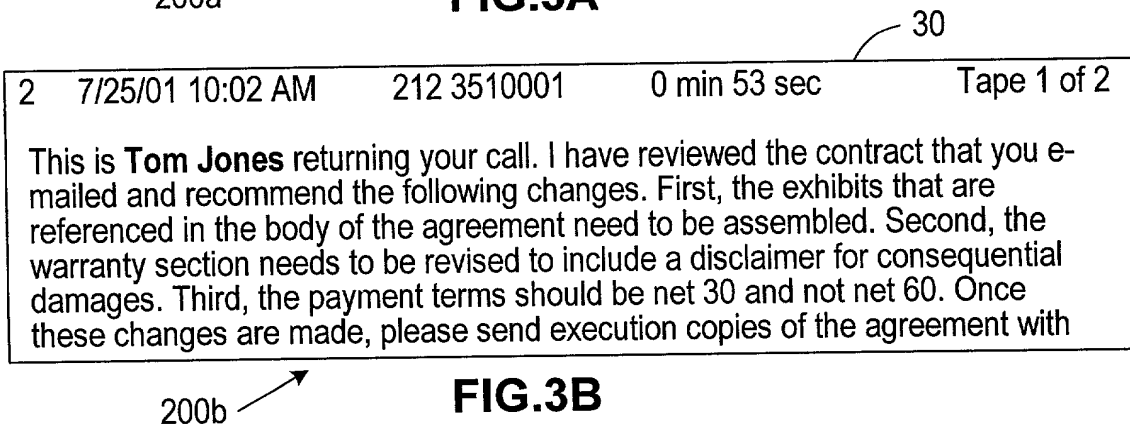 200a
FIG.3A
30
2 7/25/01 10:02 AM 212 3510001 0 min 53 sec Tape 1 of 2
This is Tom Jones returning your call. I have reviewed the contract that you e-
mailed and recommend the following changes. First, the exhibits that are
referenced in the body of the agreement need to be assembled. Second, the
warranty section needs to be revised to include a disclaimer for consequential
damages. Third, the payment terms should be net 30 and not net 60. Once
these changes are made, please send execution copies of the agreement with
200b
FIG.3B